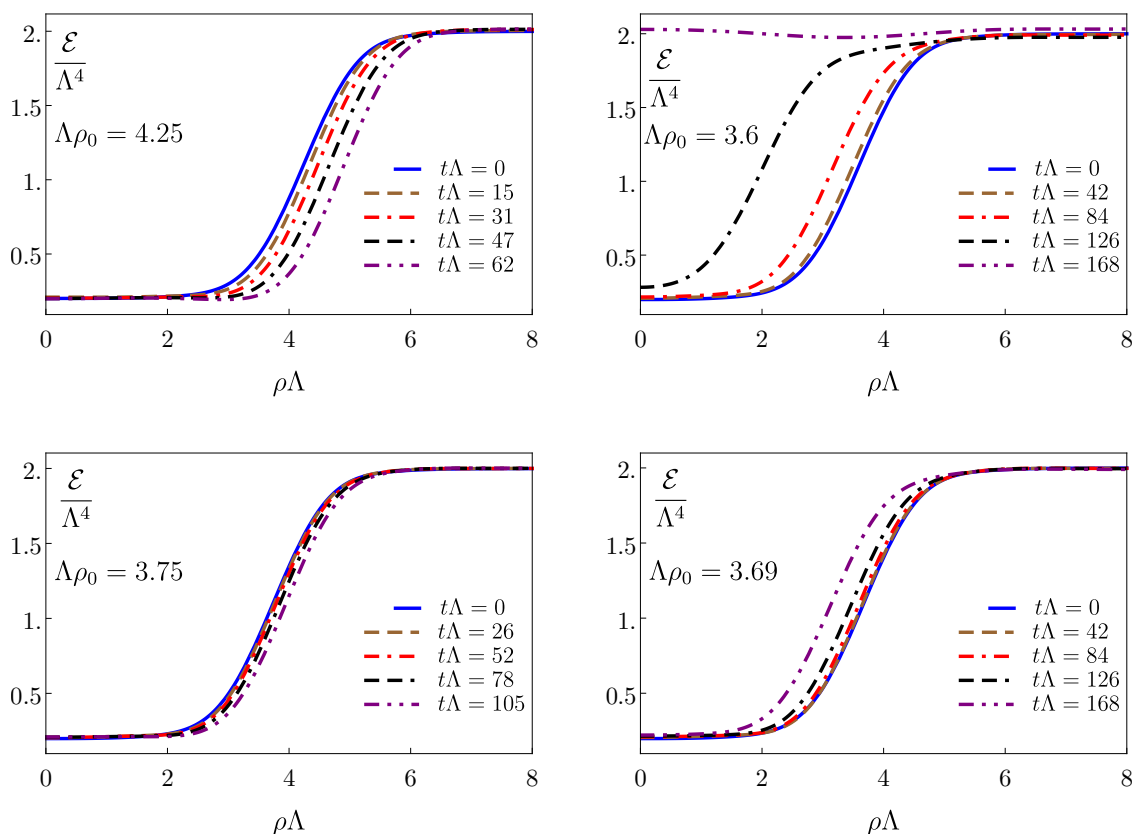 2.
1.5
1.
0.5
0 2 4 6 8
ℰ/Λ⁴
Λρ₀ = 4.25
tΛ = 0
tΛ = 15
tΛ = 31
tΛ = 47
tΛ = 62
ρΛ
2.
1.5
1.
0.5
0 2 4 6 8
ℰ/Λ⁴
Λρ₀ = 3.6
tΛ = 0
tΛ = 42
tΛ = 84
tΛ = 126
tΛ = 168
ρΛ
2.
1.5
1.
0.5
0 2 4 6 8
ℰ/Λ⁴
Λρ₀ = 3.75
tΛ = 0
tΛ = 26
tΛ = 52
tΛ = 78
tΛ = 105
ρΛ
2.
1.5
1.
0.5
0 2 4 6 8
ℰ/Λ⁴
Λρ₀ = 3.69
tΛ = 0
tΛ = 42
tΛ = 84
tΛ = 126
tΛ = 168
ρΛ